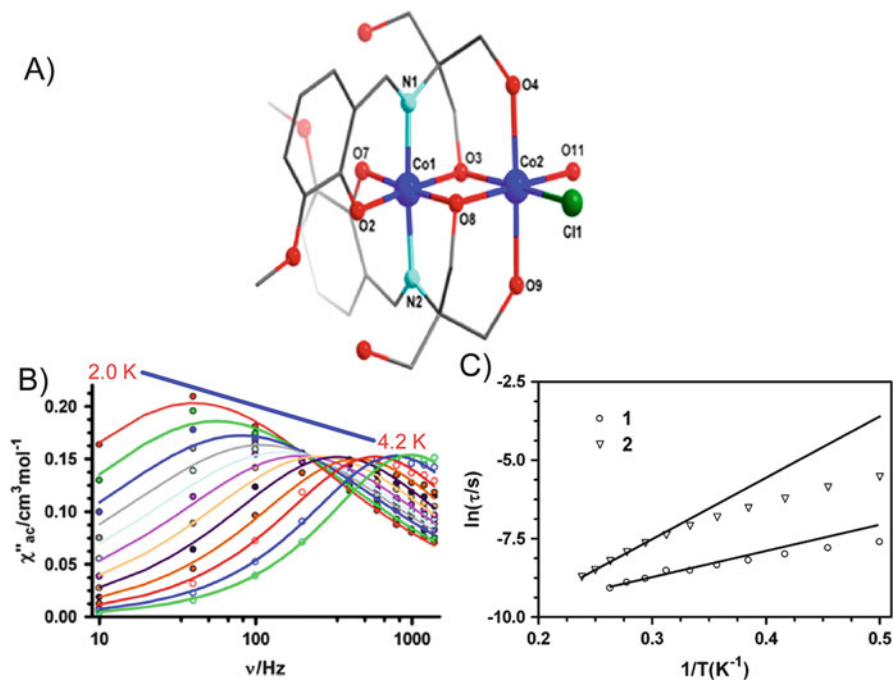 A)
N1
O4
O7
Co1
O3
Co2
O11
O2
O8
Cl1
N2
O9
B)
2.0 K
4.2 K
0.20
0.15
0.10
0.05
0.00
χ"ac/cm³mol⁻¹
10
100
1000
ν/Hz
C)
-2.5
-5.0
-7.5
-10.0
ln(τ/s)
1
2
0.2
0.3
0.4
0.5
1/T(K⁻¹)